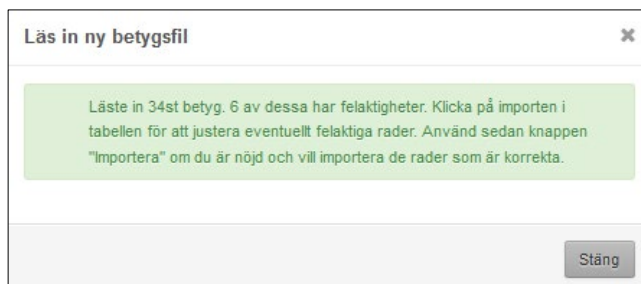 Läs in ny betygsfil
Läste in 34st betyg. 6 av dessa har felaktigheter. Klicka på importen i
tabellen för att justera eventuellt felaktiga rader. Använd sedan knappen
"Importera" om du är nöjd och vill importera de rader som är korrekta.
Stäng